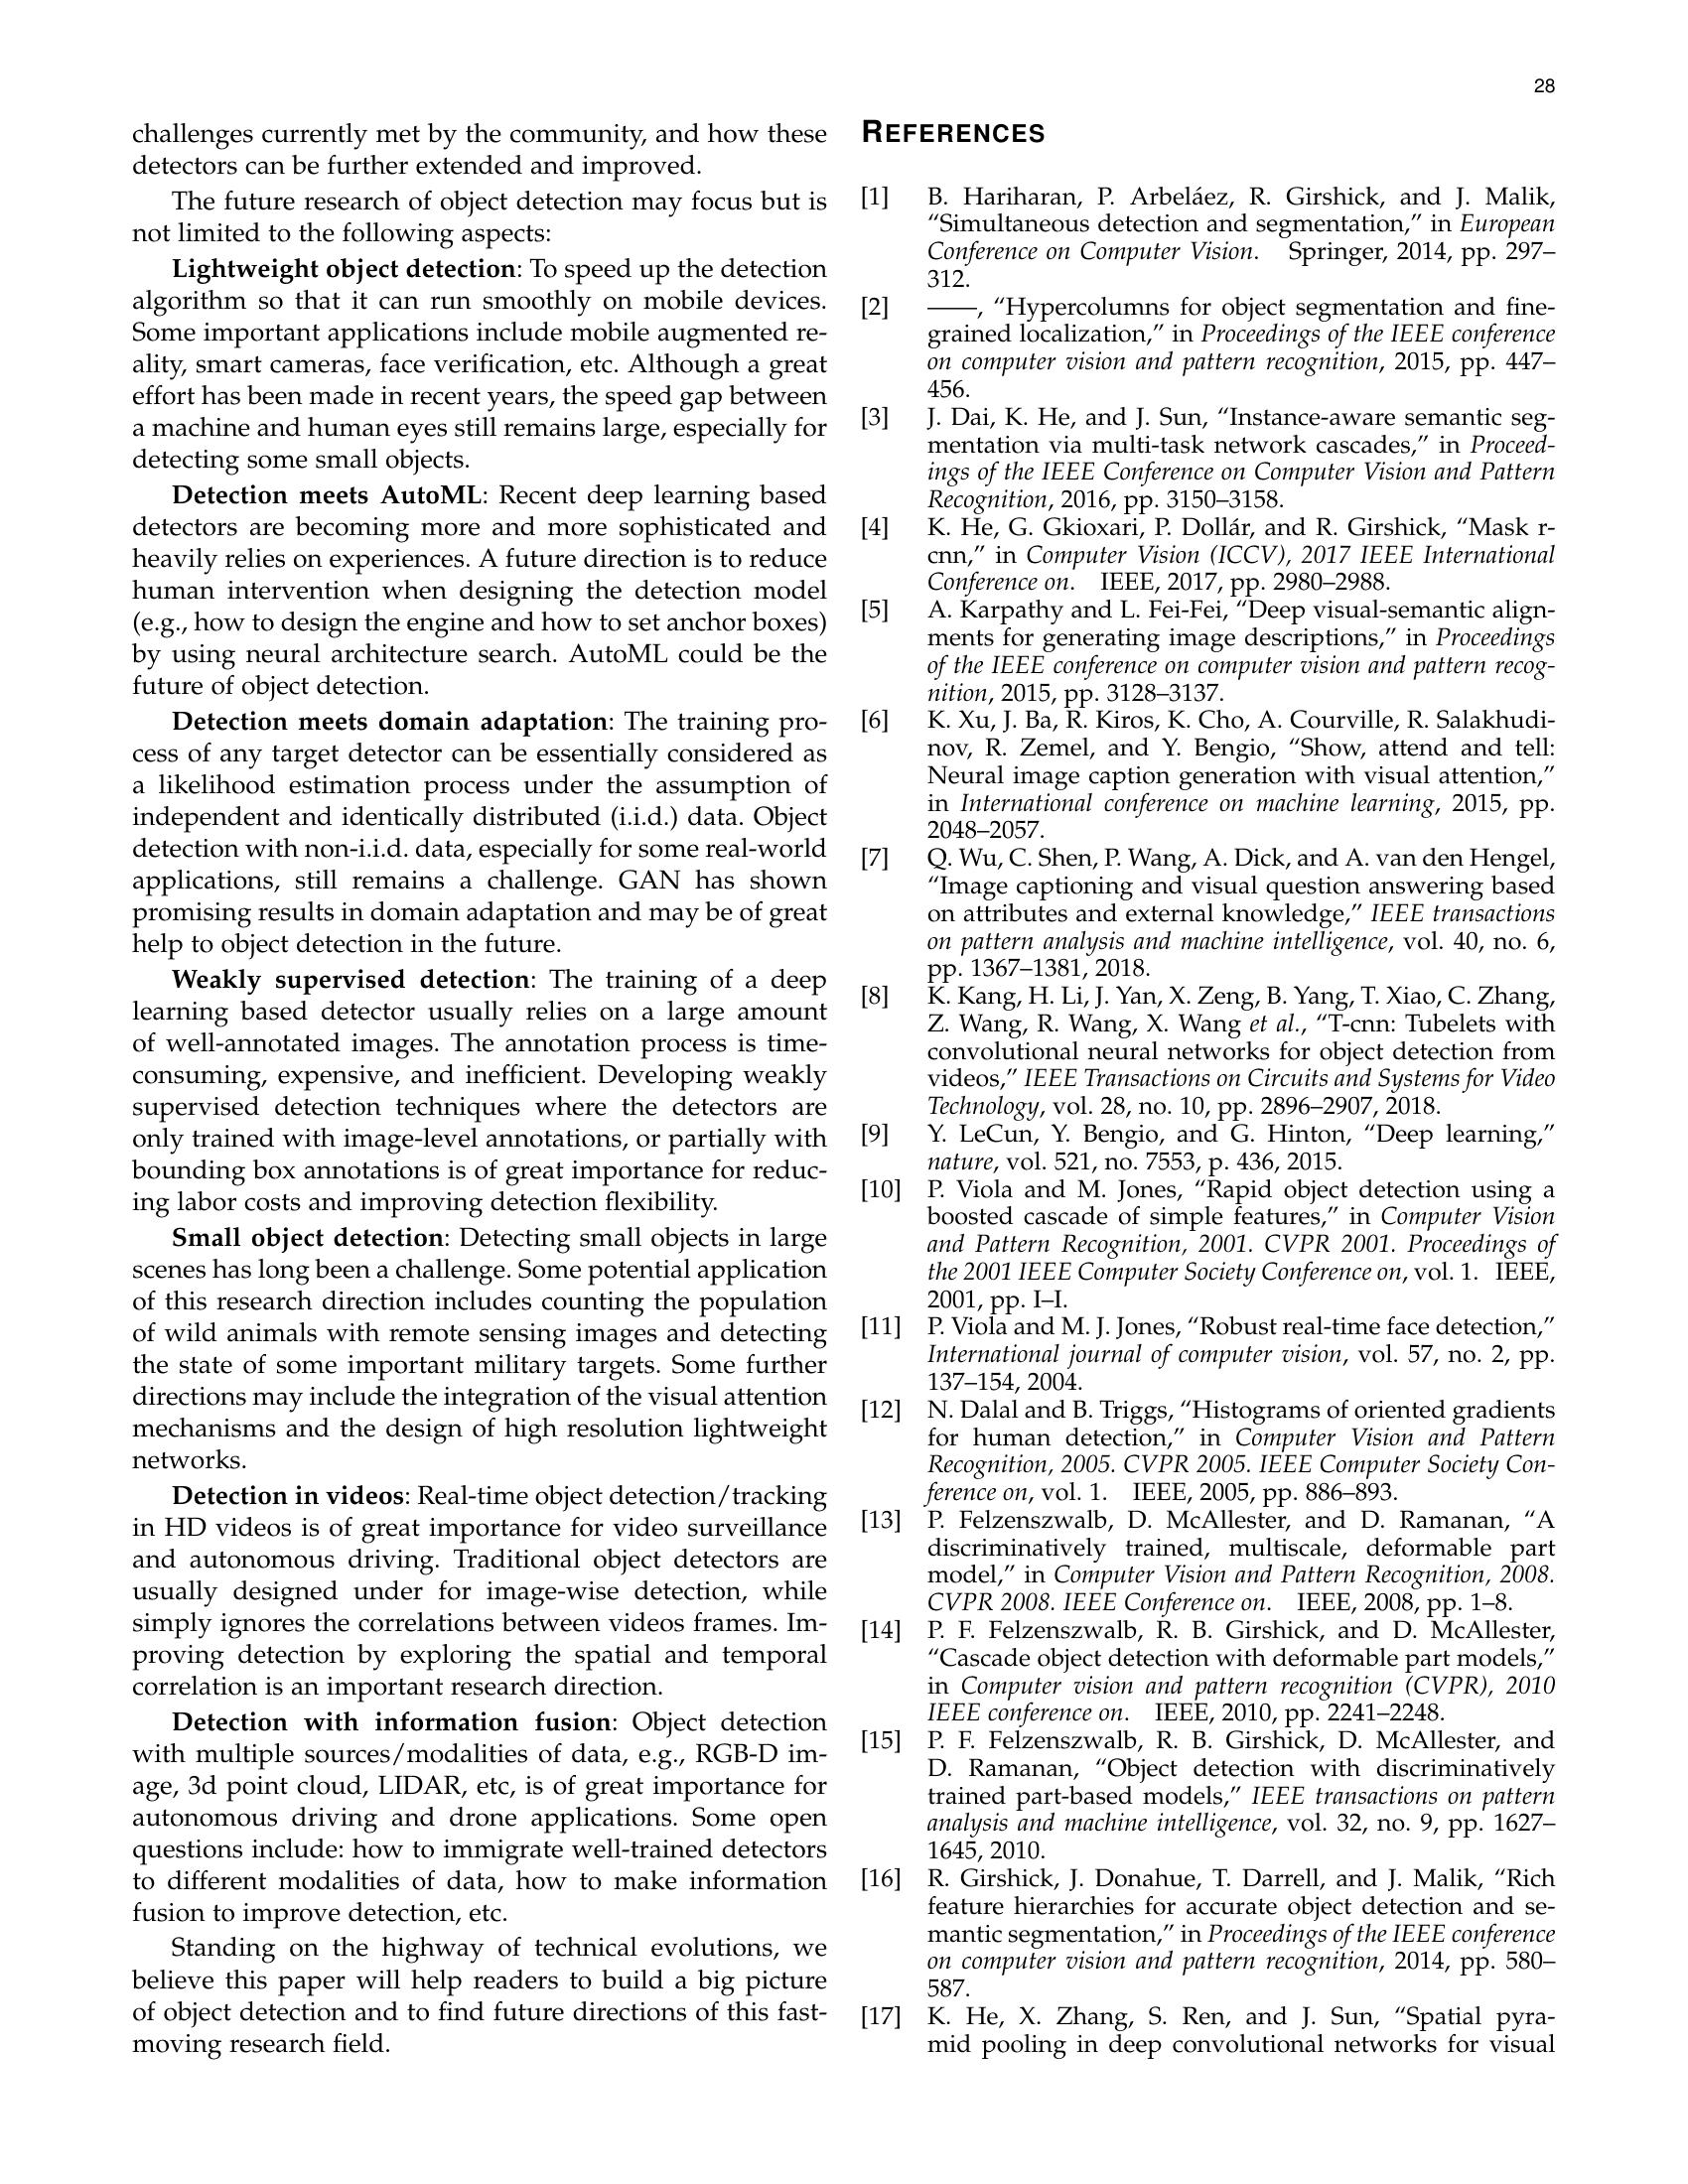 28
challenges currently met by the community, and how these
detectors can be further extended and improved.
The future research of object detection may focus but is
not limited to the following aspects:
Lightweight object detection: To speed up the detection
algorithm so that it can run smoothly on mobile devices.
Some important applications include mobile augmented re-
ality, smart cameras, face verification, etc. Although a great
effort has been made in recent years, the speed gap between
a machine and human eyes still remains large, especially for
detecting some small objects.
Detection meets AutoML: Recent deep learning based
detectors are becoming more and more sophisticated and
heavily relies on experiences. A future direction is to reduce
human intervention when designing the detection model
(e.g., how to design the engine and how to set anchor boxes)
by using neural architecture search. AutoML could be the
future of object detection.
Detection meets domain adaptation: The training pro-
cess of any target detector can be essentially considered as
a likelihood estimation process under the assumption of
independent and identically distributed (i.i.d.) data. Object
detection with non-i.i.d. data, especially for some real-world
applications, still remains a challenge. GAN has shown
promising results in domain adaptation and may be of great
help to object detection in the future.
Weakly supervised detection: The training of a deep
learning based detector usually relies on a large amount
of well-annotated images. The annotation process is time-
consuming, expensive, and inefficient. Developing weakly
supervised detection techniques where the detectors are
only trained with image-level annotations, or partially with
bounding box annotations is of great importance for reduc-
ing labor costs and improving detection flexibility.
Small object detection: Detecting small objects in large
scenes has long been a challenge. Some potential application
of this research direction includes counting the population
of wild animals with remote sensing images and detecting
the state of some important military targets. Some further
directions may include the integration of the visual attention
mechanisms and the design of high resolution lightweight
networks.
Detection in videos: Real-time object detection/tracking
in HD videos is of great importance for video surveillance
and autonomous driving. Traditional object detectors are
usually designed under for image-wise detection, while
simply ignores the correlations between videos frames. Im-
proving detection by exploring the spatial and temporal
correlation is an important research direction.
Detection with information fusion: Object detection
with multiple sources/modalities of data, e.g., RGB-D im-
age, 3d point cloud, LIDAR, etc, is of great importance for
autonomous driving and drone applications. Some open
questions include: how to immigrate well-trained detectors
to different modalities of data, how to make information
fusion to improve detection, etc.
Standing on the highway of technical evolutions, we
believe this paper will help readers to build a big picture
of object detection and to find future directions of this fast-
moving research field.
REFERENCES
[1] B. Hariharan, P. Arbeláez, R. Girshick, and J. Malik,
“Simultaneous detection and segmentation,” in European
Conference on Computer Vision. Springer, 2014, pp. 297–
312.
[2] ——, “Hypercolumns for object segmentation and fine-
grained localization,” in Proceedings of the IEEE conference
on computer vision and pattern recognition, 2015, pp. 447–
456.
[3] J. Dai, K. He, and J. Sun, “Instance-aware semantic seg-
mentation via multi-task network cascades,” in Proceed-
ings of the IEEE Conference on Computer Vision and Pattern
Recognition, 2016, pp. 3150–3158.
[4] K. He, G. Gkioxari, P. Dollár, and R. Girshick, “Mask r-
cnn,” in Computer Vision (ICCV), 2017 IEEE International
Conference on. IEEE, 2017, pp. 2980–2988.
[5] A. Karpathy and L. Fei-Fei, “Deep visual-semantic align-
ments for generating image descriptions,” in Proceedings
of the IEEE conference on computer vision and pattern recog-
nition, 2015, pp. 3128–3137.
[6] K. Xu, J. Ba, R. Kiros, K. Cho, A. Courville, R. Salakhudi-
nov, R. Zemel, and Y. Bengio, “Show, attend and tell:
Neural image caption generation with visual attention,”
in International conference on machine learning, 2015, pp.
2048–2057.
[7] Q. Wu, C. Shen, P. Wang, A. Dick, and A. van den Hengel,
“Image captioning and visual question answering based
on attributes and external knowledge,” IEEE transactions
on pattern analysis and machine intelligence, vol. 40, no. 6,
pp. 1367–1381, 2018.
[8] K. Kang, H. Li, J. Yan, X. Zeng, B. Yang, T. Xiao, C. Zhang,
Z. Wang, R. Wang, X. Wang et al., “T-cnn: Tubelets with
convolutional neural networks for object detection from
videos,” IEEE Transactions on Circuits and Systems for Video
Technology, vol. 28, no. 10, pp. 2896–2907, 2018.
[9] Y. LeCun, Y. Bengio, and G. Hinton, “Deep learning,”
nature, vol. 521, no. 7553, p. 436, 2015.
[10] P. Viola and M. Jones, “Rapid object detection using a
boosted cascade of simple features,” in Computer Vision
and Pattern Recognition, 2001. CVPR 2001. Proceedings of
the 2001 IEEE Computer Society Conference on, vol. 1. IEEE,
2001, pp. I–I.
[11] P. Viola and M. J. Jones, “Robust real-time face detection,”
International journal of computer vision, vol. 57, no. 2, pp.
137–154, 2004.
[12] N. Dalal and B. Triggs, “Histograms of oriented gradients
for human detection,” in Computer Vision and Pattern
Recognition, 2005. CVPR 2005. IEEE Computer Society Con-
ference on, vol. 1. IEEE, 2005, pp. 886–893.
[13] P. Felzenszwalb, D. McAllester, and D. Ramanan, “A
discriminatively trained, multiscale, deformable part
model,” in Computer Vision and Pattern Recognition, 2008.
CVPR 2008. IEEE Conference on. IEEE, 2008, pp. 1–8.
[14] P. F. Felzenszwalb, R. B. Girshick, and D. McAllester,
“Cascade object detection with deformable part models,”
in Computer vision and pattern recognition (CVPR), 2010
IEEE conference on. IEEE, 2010, pp. 2241–2248.
[15] P. F. Felzenszwalb, R. B. Girshick, D. McAllester, and
D. Ramanan, “Object detection with discriminatively
trained part-based models,” IEEE transactions on pattern
analysis and machine intelligence, vol. 32, no. 9, pp. 1627–
1645, 2010.
[16] R. Girshick, J. Donahue, T. Darrell, and J. Malik, “Rich
feature hierarchies for accurate object detection and se-
mantic segmentation,” in Proceedings of the IEEE conference
on computer vision and pattern recognition, 2014, pp. 580–
587.
[17] K. He, X. Zhang, S. Ren, and J. Sun, “Spatial pyra-
mid pooling in deep convolutional networks for visual